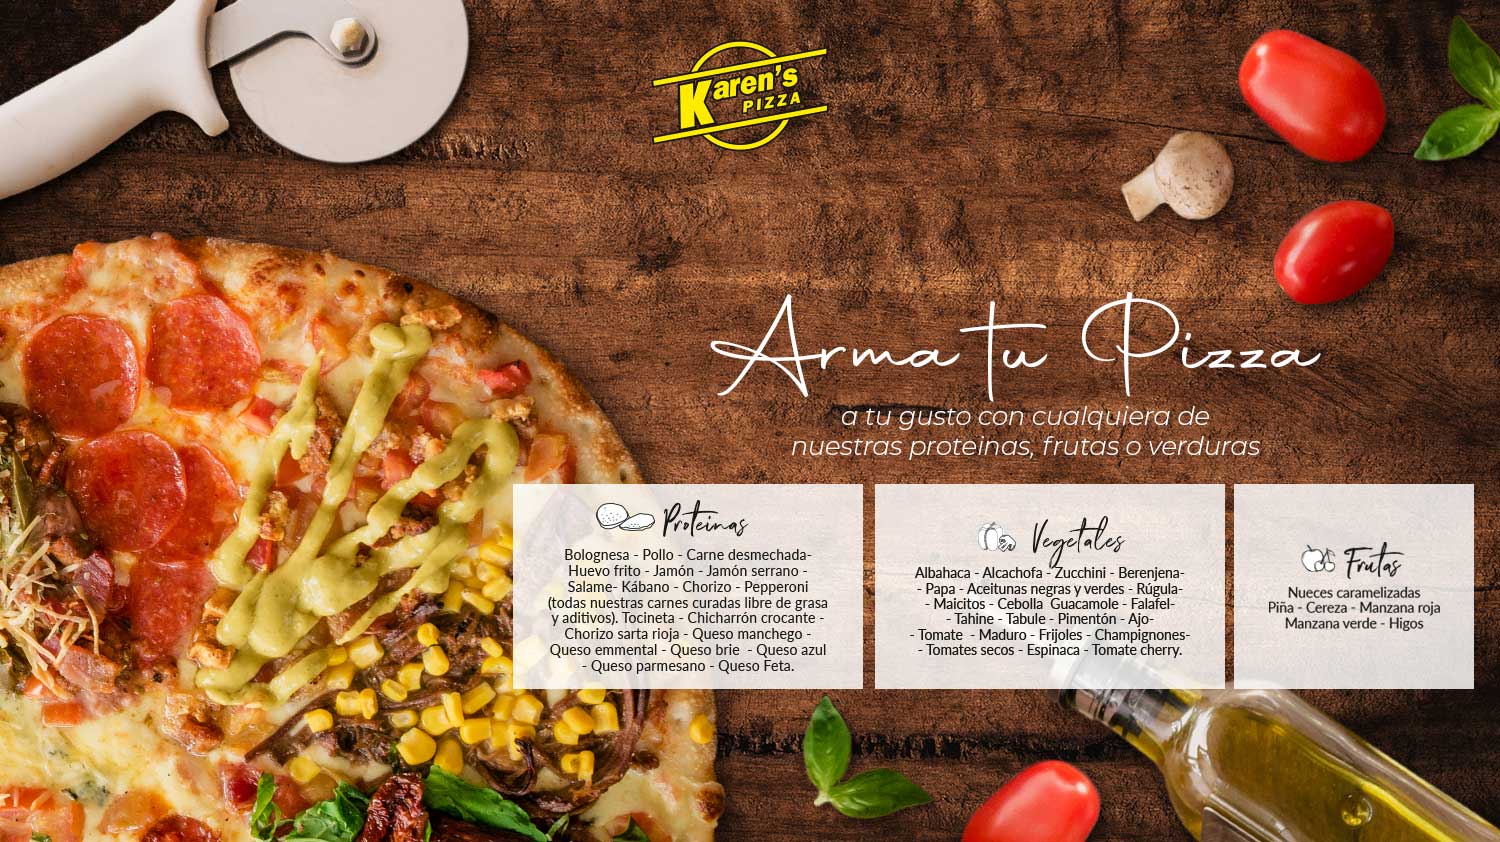 Karen's
PIZZA
Arma tu Pizza
a tu gusto con cualquiera de
nuestras proteinas, frutas o verduras
Proteinas
Bolognesa - Pollo - Carne desmechada-
Huevo frito - Jamón - Jamón serrano -
Salame- Kábano - Chorizo - Pepperoni
(todas nuestras carnes curadas libre de grasa
y aditivos). Tocineta - Chicharrón crocante -
Chorizo sarta rioja - Queso manchego -
Queso emmental - Queso brie - Queso azul
- Queso parmesano - Queso Feta.
Vegetales
Albahaca - Alcachofa - Zucchini - Berenjena-
- Papa - Aceitunas negras y verdes - Rúgula-
- Maicitos - Cebolla Guacamole - Falafel-
- Tahine - Tabule - Pimentón - Ajo-
- Tomate - Maduro - Frijoles - Champignones-
- Tomates secos - Espinaca - Tomate cherry.
Frutas
Nueces caramelizadas
Piña - Cereza - Manzana roja
Manzana verde - Higos